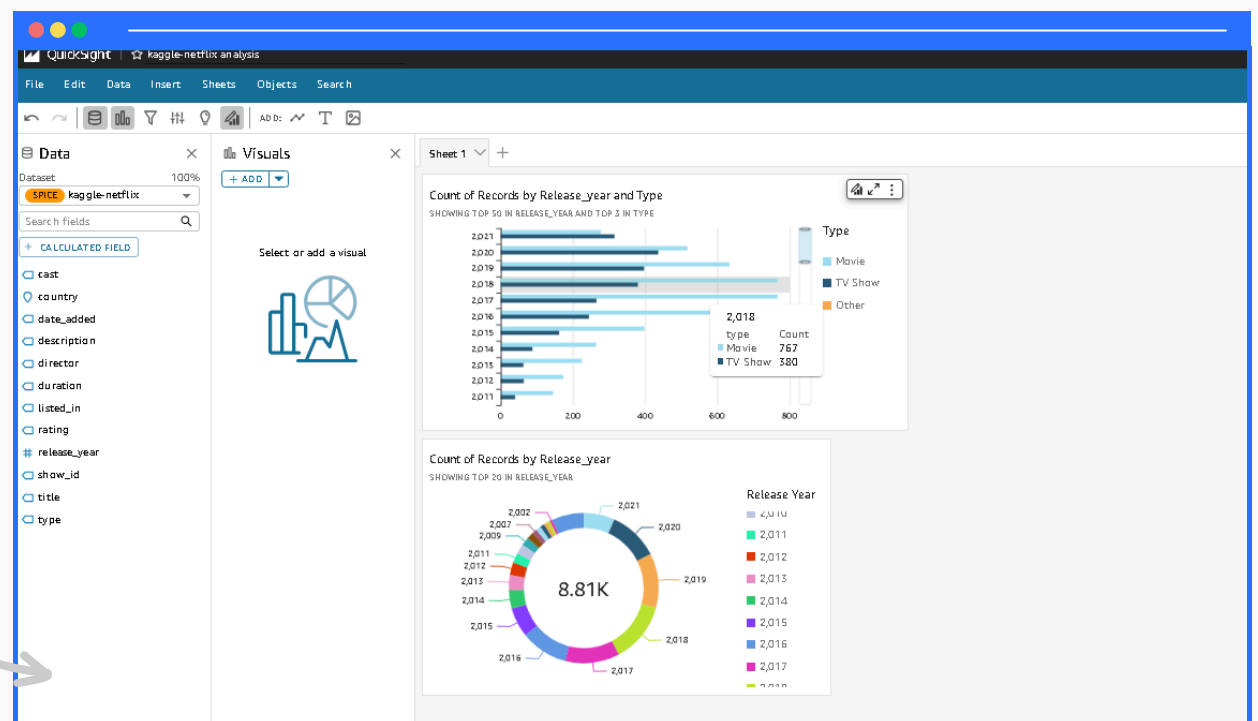 QuickSight kaggle-netflix analysis
File Edit Data Insert Sheets Objects Search
ADD: T
Data
Dataset 100%
SPICE kaggle-netflix
Search fields
+ CALCULATED FIELD
cast
country
date_added
description
director
duration
listed_in
rating
# release_year
show_id
title
type
Visuals
+ ADD
Select or add a visual
Sheet 1 +
Count of Records by Release_year and Type
SHOWING TOP 50 IN RELEASE_YEAR AND TOP 3 IN TYPE
2,021
2,020
2,019
2,018
2,017
2,016
2,015
2,014
2,013
2,012
2,011
0 200 400 600 800
Type
Movie
TV Show
Other
2,018
type Count
Movie 767
TV Show 380
Count of Records by Release_year
SHOWING TOP 20 IN RELEASE_YEAR
2,021
2,020
2,019
2,018
2,017
2,016
2,015
2,014
2,013
2,012
2,011
2,009
2,007
2,002
8.81K
Release Year
2,010
2,011
2,012
2,013
2,014
2,015
2,016
2,017
2,018